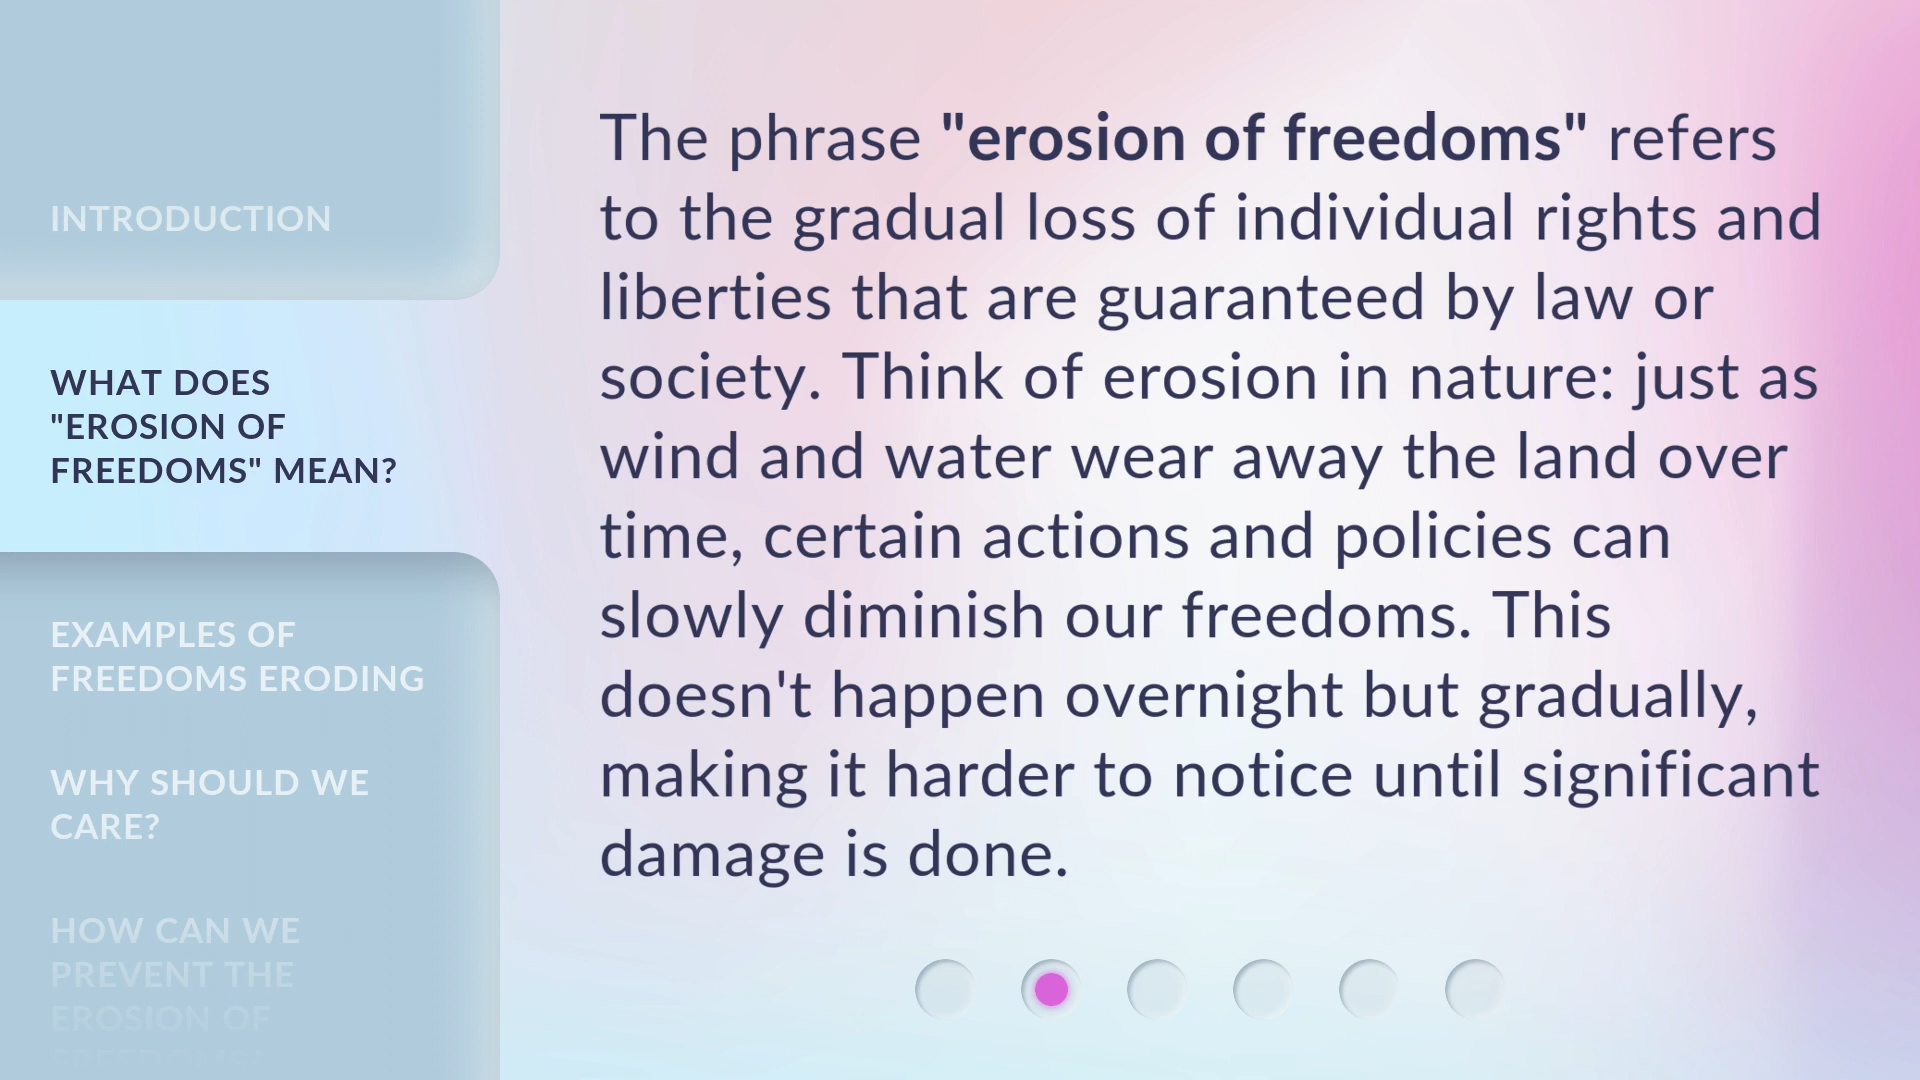 INTRODUCTION
WHAT DOES
"EROSION OF
FREEDOMS" MEAN?
EXAMPLES OF
FREEDOMS ERODING
WHY SHOULD WE
CARE?
HOW CAN WE
PREVENT THE
EROSION OF
The phrase "erosion of freedoms" refers
to the gradual loss of individual rights and
liberties that are guaranteed by law or
society. Think of erosion in nature: just as
wind and water wear away the land over
time, certain actions and policies can
slowly diminish our freedoms. This
doesn't happen overnight but gradually,
making it harder to notice until significant
damage is done.